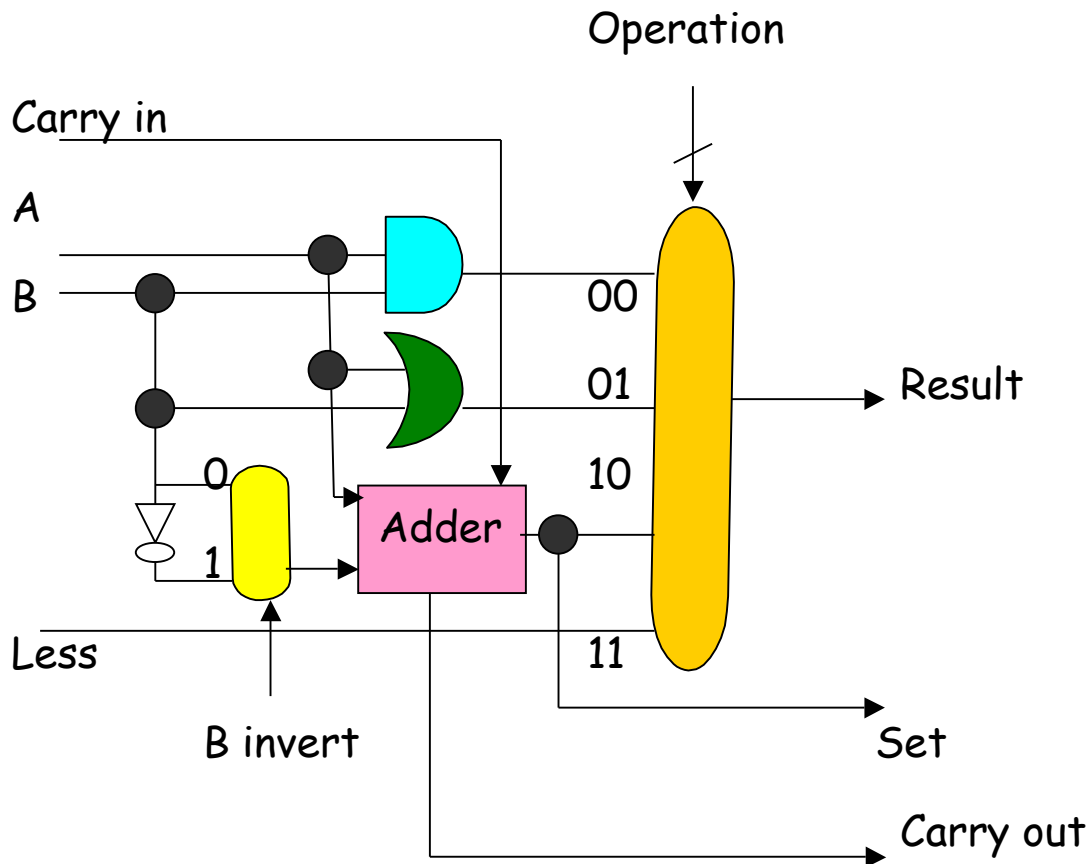 Operation
Carry in
A
B
00
01
Result
0
10
Adder
1
Less
11
B invert
Set
Carry out